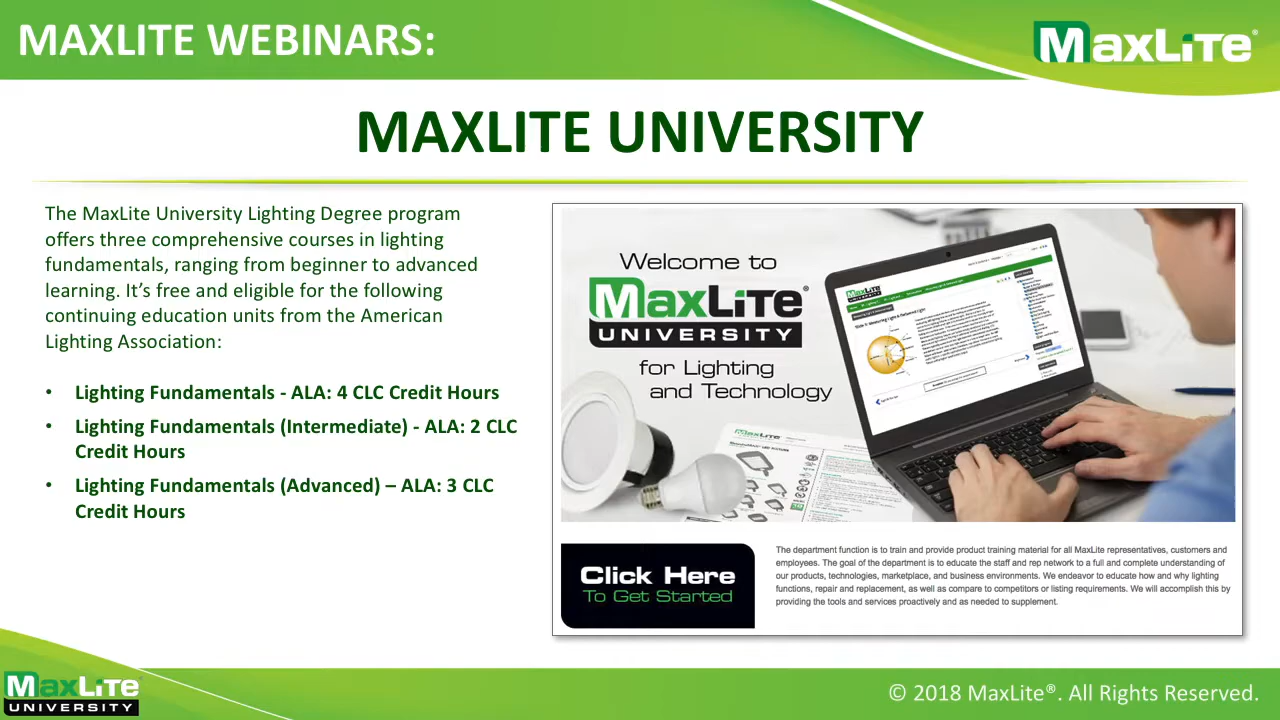 MAXLITE WEBINARS:
MAXLITE®
MAXLITE UNIVERSITY
The MaxLite University Lighting Degree program
offers three comprehensive courses in lighting
fundamentals, ranging from beginner to advanced
learning. It’s free and eligible for the following
continuing education units from the American
Lighting Association:
• Lighting Fundamentals - ALA: 4 CLC Credit Hours
• Lighting Fundamentals (Intermediate) - ALA: 2 CLC
Credit Hours
• Lighting Fundamentals (Advanced) – ALA: 3 CLC
Credit Hours
Welcome to
MAXLITE®
UNIVERSITY
for Lighting
and Technology
MAXLITE
Click Here
To Get Started
The department function is to train and provide product training material for all MaxLite representatives, customers and
employees. The goal of the department is to educate the staff and rep network to a full and complete understanding of
our products, technologies, marketplace, and business environments. We endeavor to educate how and why lighting
functions, repair and replacement, as well as compare to competitors or listing requirements. We will accomplish this by
providing the tools and services proactively and as needed to supplement.
MAXLITE
UNIVERSITY
© 2018 MaxLite®. All Rights Reserved.